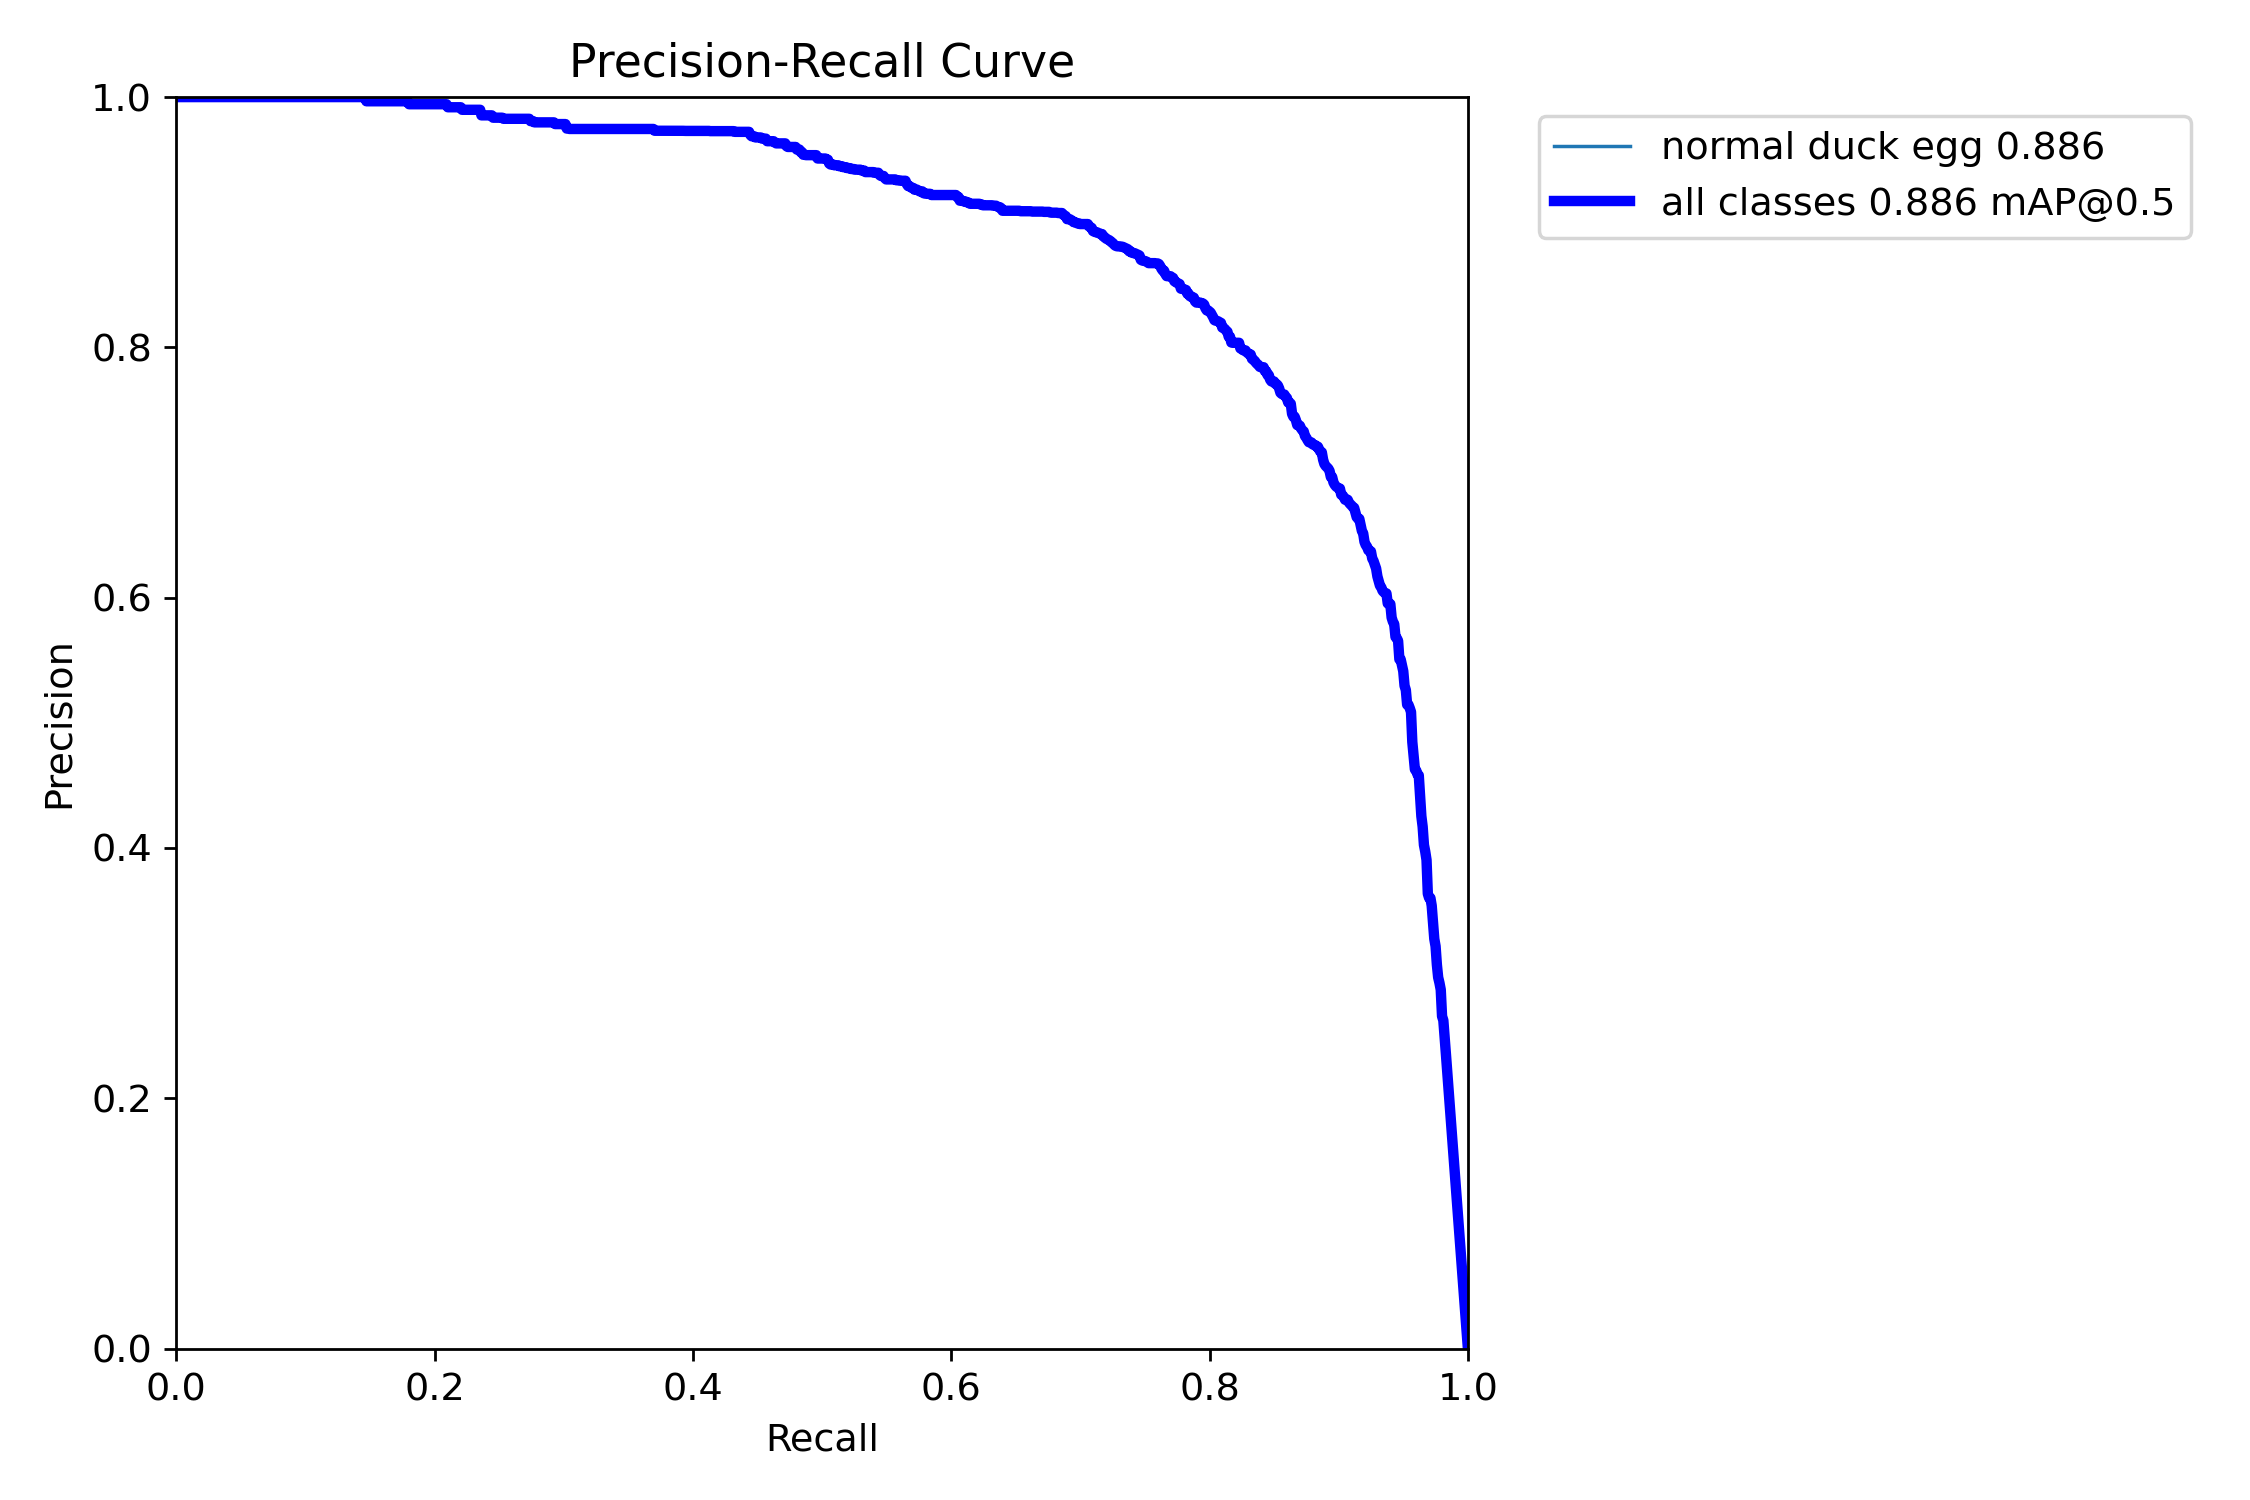 Precision-Recall Curve
1.0
0.8
0.6
0.4
0.2
0.0
Precision
0.0 0.2 0.4 0.6 0.8 1.0
Recall
normal duck egg 0.886
all classes 0.886 mAP@0.5